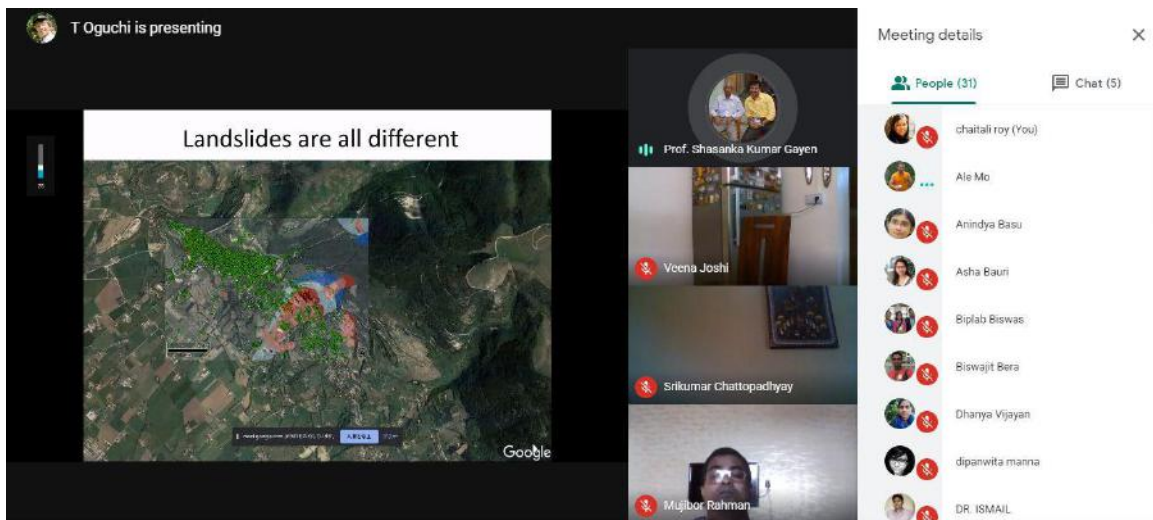 T Oguchi is presenting
Landslides are all different
Google
Prof. Shasanka Kumar Gayen
Veena Joshi
Srikumar Chattopadhyay
Mujibor Rahman
Meeting details
People (31)
Chat (5)
chaitali roy (You)
Ale Mo
Anindya Basu
Asha Bauri
Biplab Biswas
Biswajit Bera
Dhanya Vijayan
dipanwita manna
DR. ISMAIL